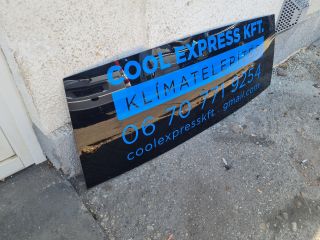 COOL EXPRESS KFT.
KLÍMATELEPÍTÉS
06 70 771 9254
coolexpresskft gmail.com